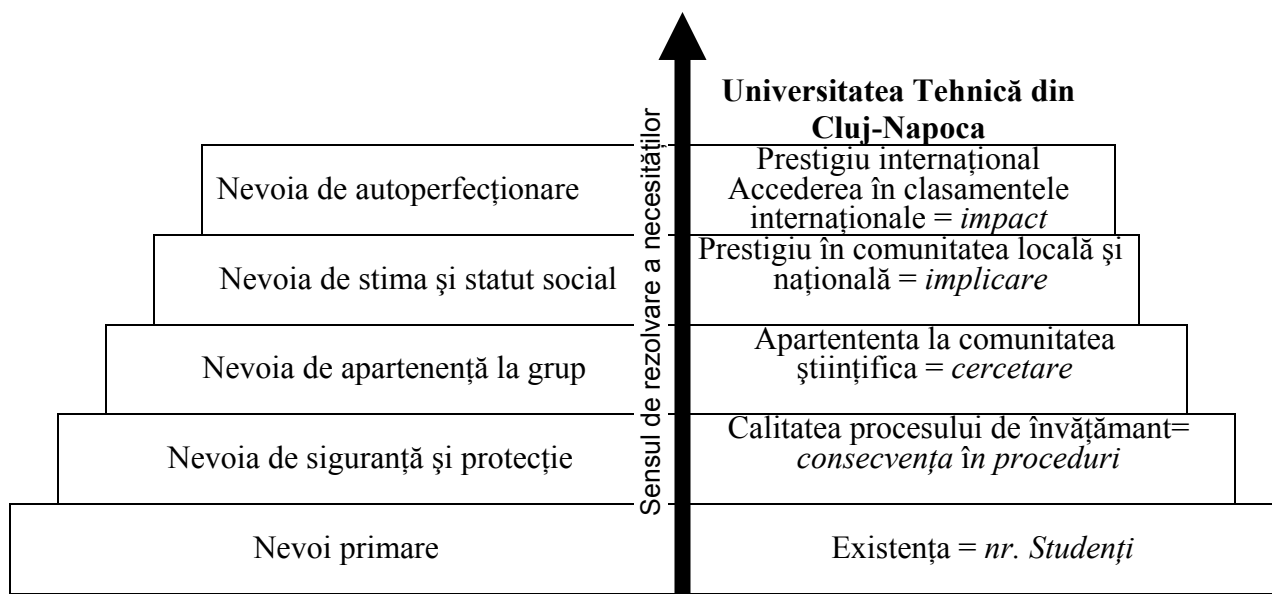 Universitatea Tehnică din
Cluj-Napoca
Nevoia de autoperfecționare
Prestigiu internațional
Accederea în clasamentele
internaționale = impact
Nevoia de stima şi statut social
Prestigiu în comunitatea locală şi
națională = implicare
Nevoia de apartenență la grup
Apartententa la comunitatea
ştiințifica = cercetare
Nevoia de siguranță şi protecție
Calitatea procesului de învățămant=
consecvența în proceduri
Nevoi primare
Existența = nr. Studenți
Sensul de rezolvare a necesităților